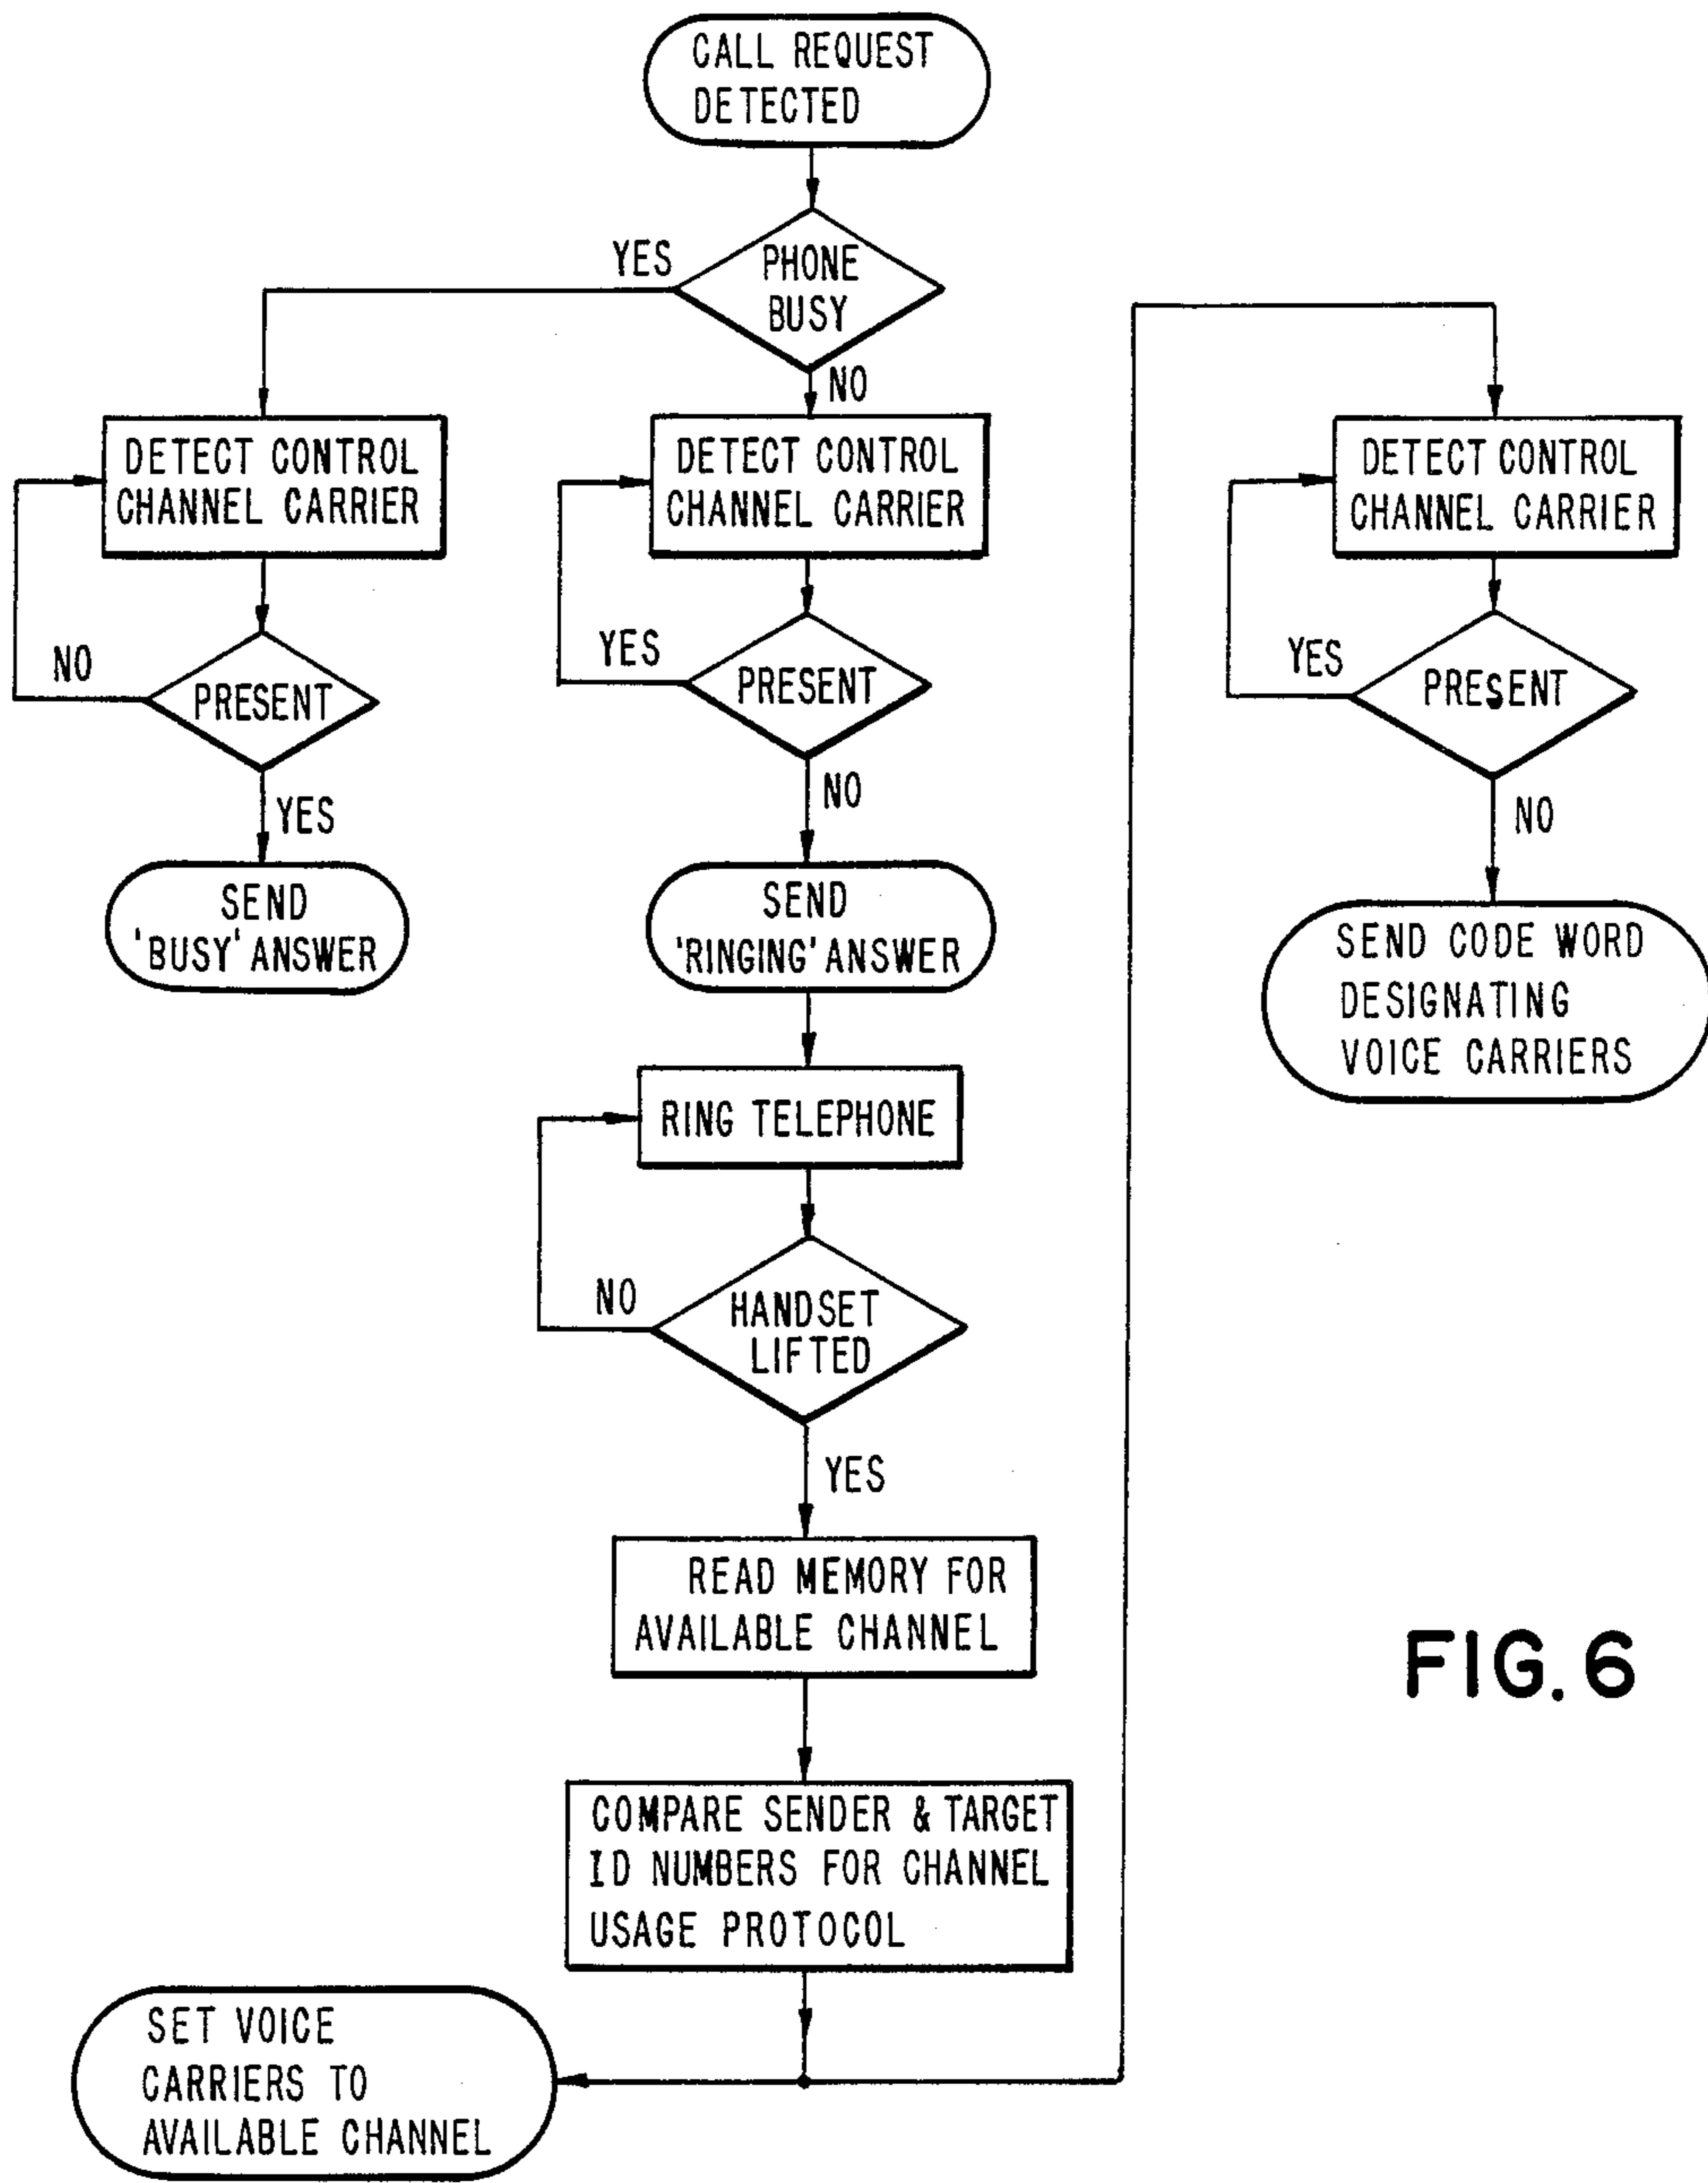 CALL REQUEST
DETECTED
YES
PHONE
BUSY
NO
DETECT CONTROL
CHANNEL CARRIER
NO
PRESENT
YES
SEND
'BUSY' ANSWER
DETECT CONTROL
CHANNEL CARRIER
YES
PRESENT
NO
SEND
'RINGING' ANSWER
RING TELEPHONE
NO
HANDSET
LIFTED
YES
READ MEMORY FOR
AVAILABLE CHANNEL
COMPARE SENDER & TARGET
ID NUMBERS FOR CHANNEL
USAGE PROTOCOL
SET VOICE
CARRIERS TO
AVAILABLE CHANNEL
DETECT CONTROL
CHANNEL CARRIER
YES
PRESENT
NO
SEND CODE WORD
DESIGNATING
VOICE CARRIERS
FIG. 6